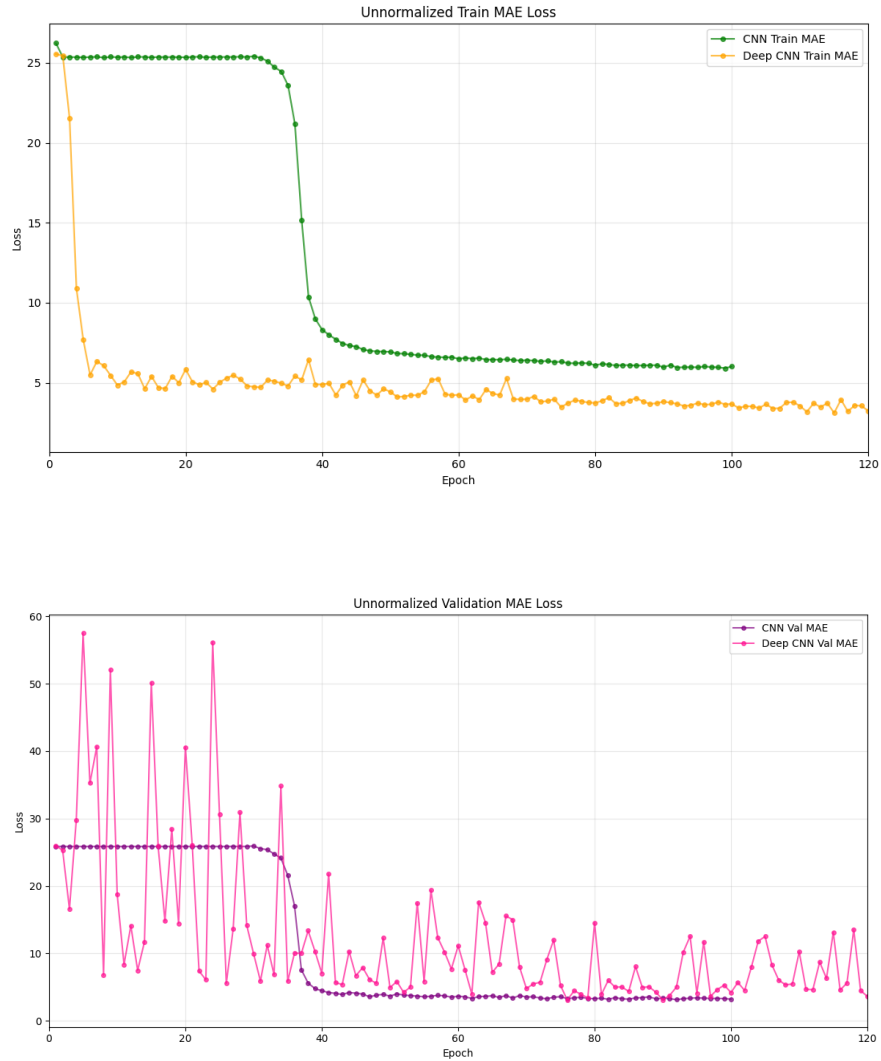 Unnormalized Train MAE Loss
CNN Train MAE
Deep CNN Train MAE
25
20
15
10
5
Loss
0 20 40 60 80 100 120
Epoch
Unnormalized Validation MAE Loss
CNN Val MAE
Deep CNN Val MAE
60
50
40
30
20
10
0
Loss
0 20 40 60 80 100 120
Epoch